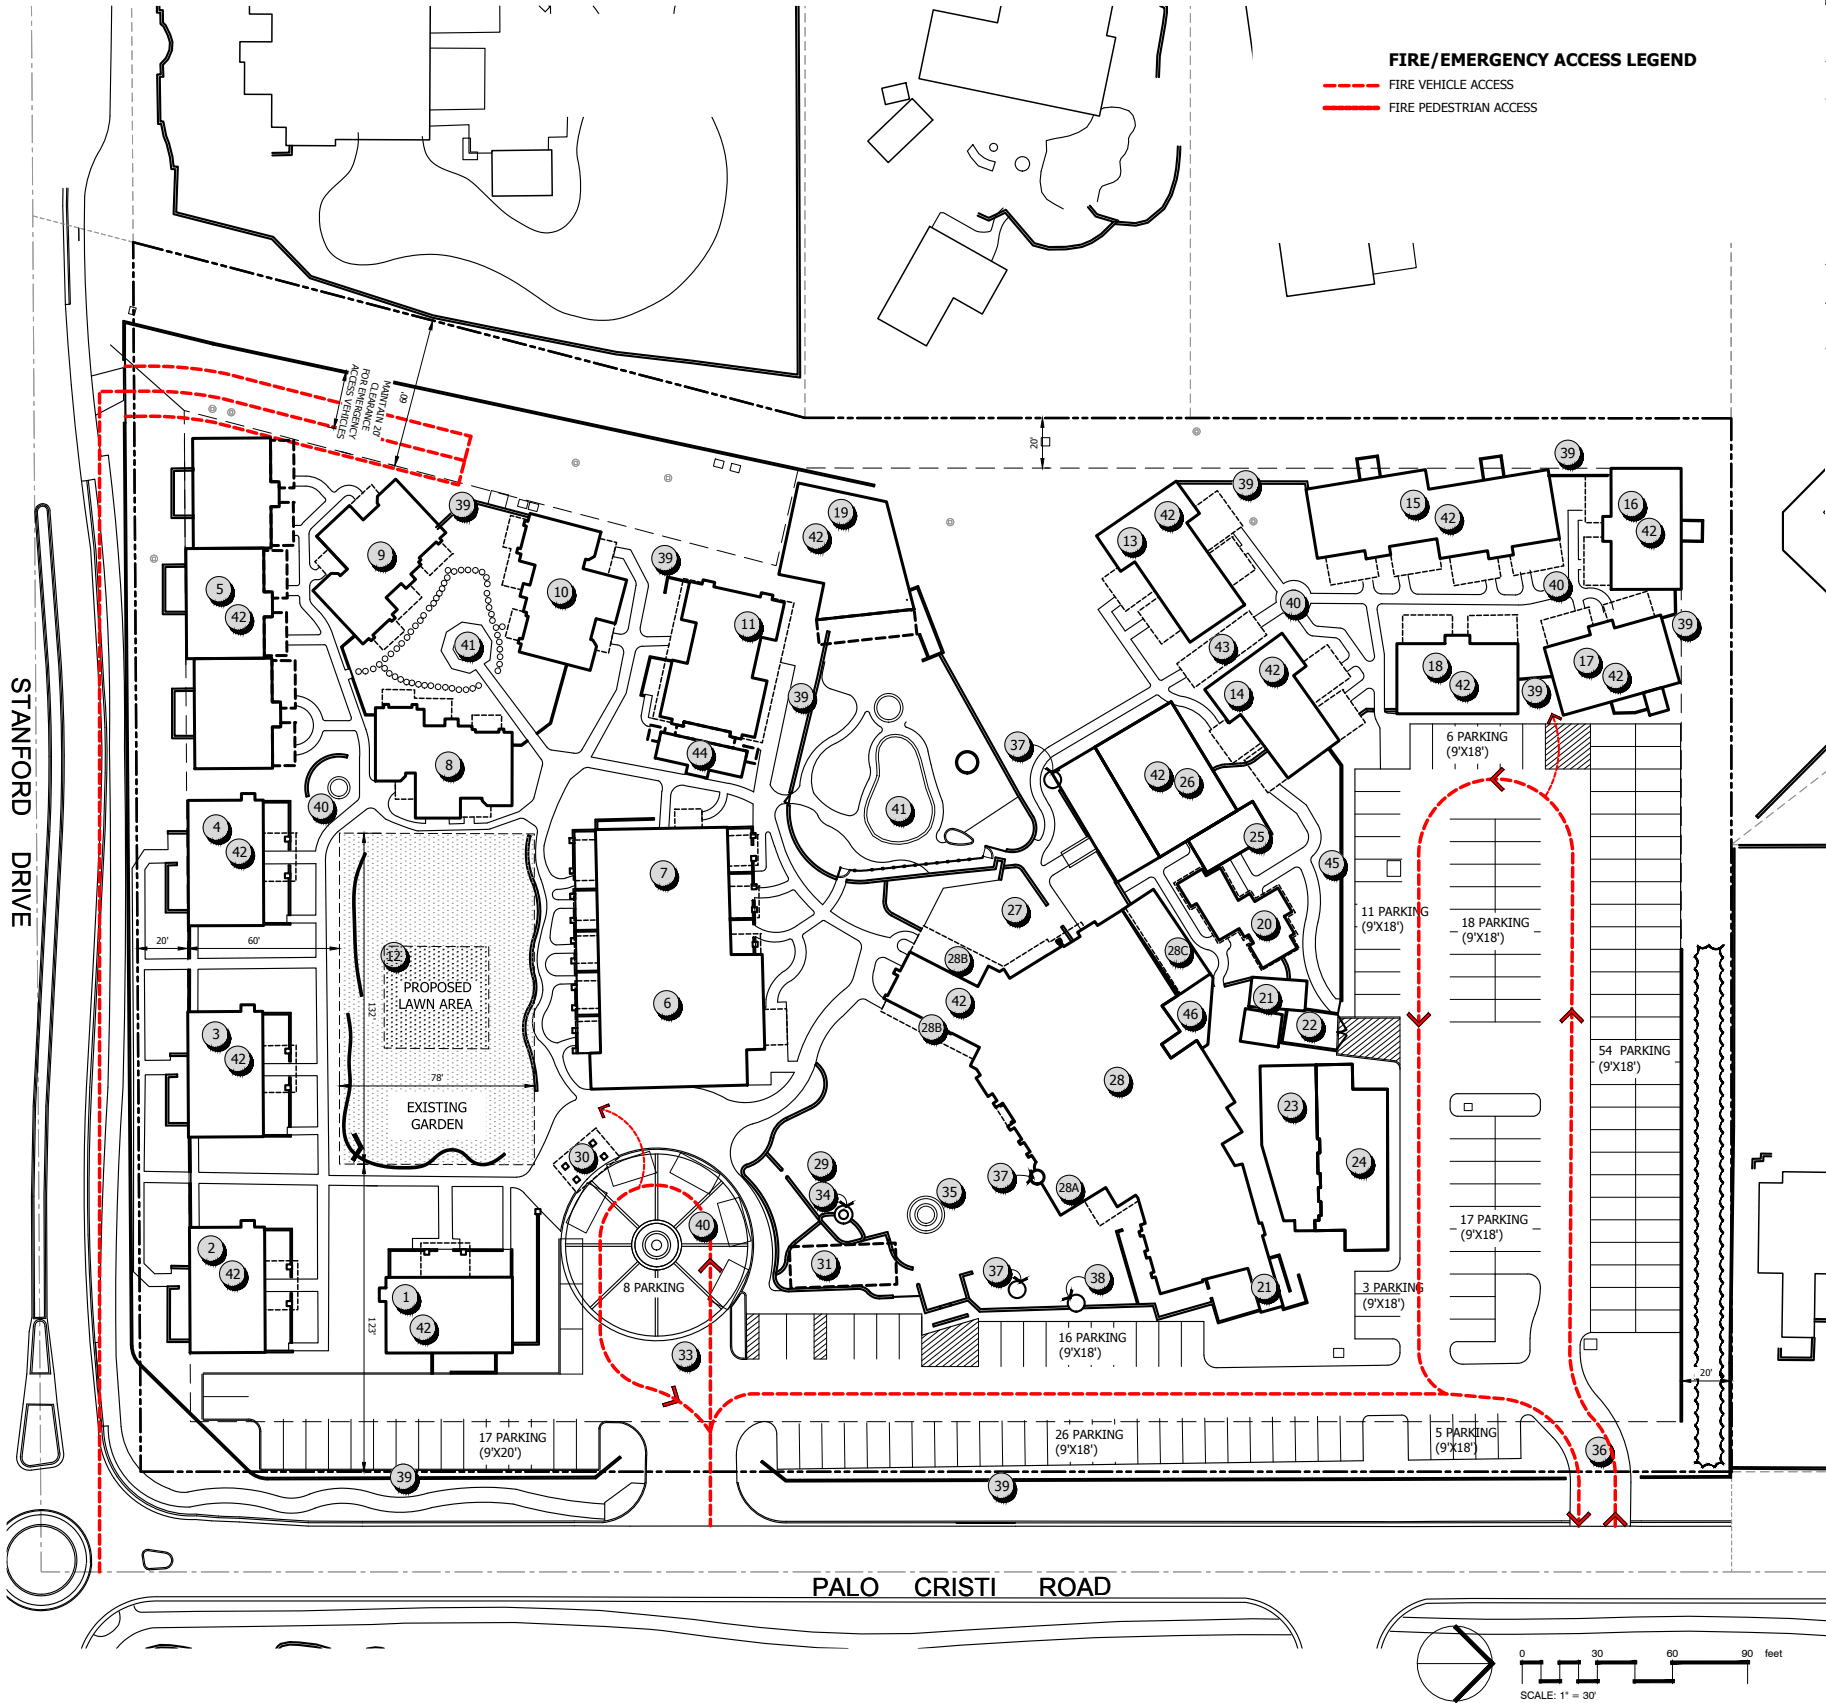 FIRE/EMERGENCY ACCESS LEGEND
FIRE VEHICLE ACCESS
FIRE PEDESTRIAN ACCESS
MAINTAIN 20'
CLEARANCE
FOR EMERGENCY
ACCESS VEHICLES
60'
20'
39
39
39
15
42
16
42
13
42
19
42
39
9
10
39
5
42
11
40
40
39
41
43
42
14
18
42
17
42
39
39
44
8
37
42
26
6 PARKING
(9'X18')
40
41
4
42
7
25
45
STANFORD DRIVE
27
20
11 PARKING
(9'X18')
18 PARKING
(9'X18')
20'
60'
12
28B
28C
PROPOSED
LAWN AREA
132'
6
42
21
46
22
3
42
28B
54 PARKING
(9'X18')
78'
28
EXISTING
GARDEN
23
30
29
34
37
28A
35
24
40
17 PARKING
(9'X18')
2
42
31
37
38
21
8 PARKING
3 PARKING
(9'X18')
1
42
123'
33
16 PARKING
(9'X18')
20'
17 PARKING
(9'X20')
26 PARKING
(9'X18')
5 PARKING
(9'X18')
36
39
39
PALO CRISTI ROAD
0 30 60 90 feet
SCALE: 1" = 30'